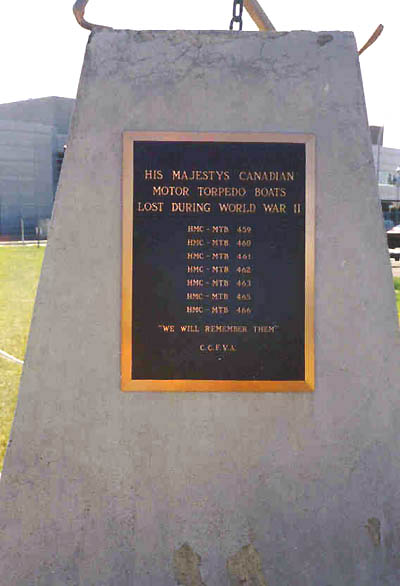 HIS MAJESTYS CANADIAN
MOTOR TORPEDO BOATS
LOST DURING WORLD WAR II
HMC - MTB 459
HMC - MTB 460
HMC - MTB 461
HMC - MTB 462
HMC - MTB 463
HMC - MTB 465
HMC - MTB 466
"WE WILL REMEMBER THEM"
C.C.F.V.A.